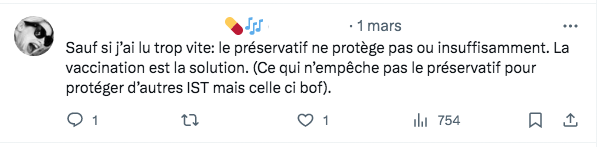 💊🎶 · 1 mars
Sauf si j’ai lu trop vite: le préservatif ne protège pas ou insuffisamment. La
vaccination est la solution. (Ce qui n’empêche pas le préservatif pour
protéger d’autres IST mais celle ci bof).
1 1 754